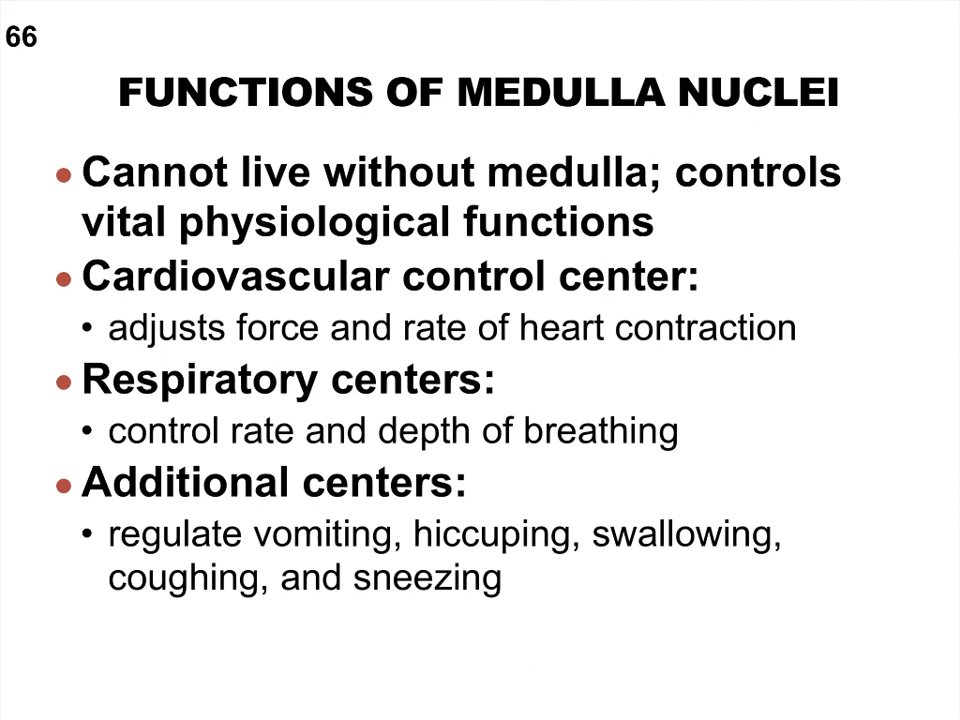 66
FUNCTIONS OF MEDULLA NUCLEI
● Cannot live without medulla; controls
vital physiological functions
● Cardiovascular control center:
• adjusts force and rate of heart contraction
● Respiratory centers:
• control rate and depth of breathing
● Additional centers:
• regulate vomiting, hiccuping, swallowing,
coughing, and sneezing